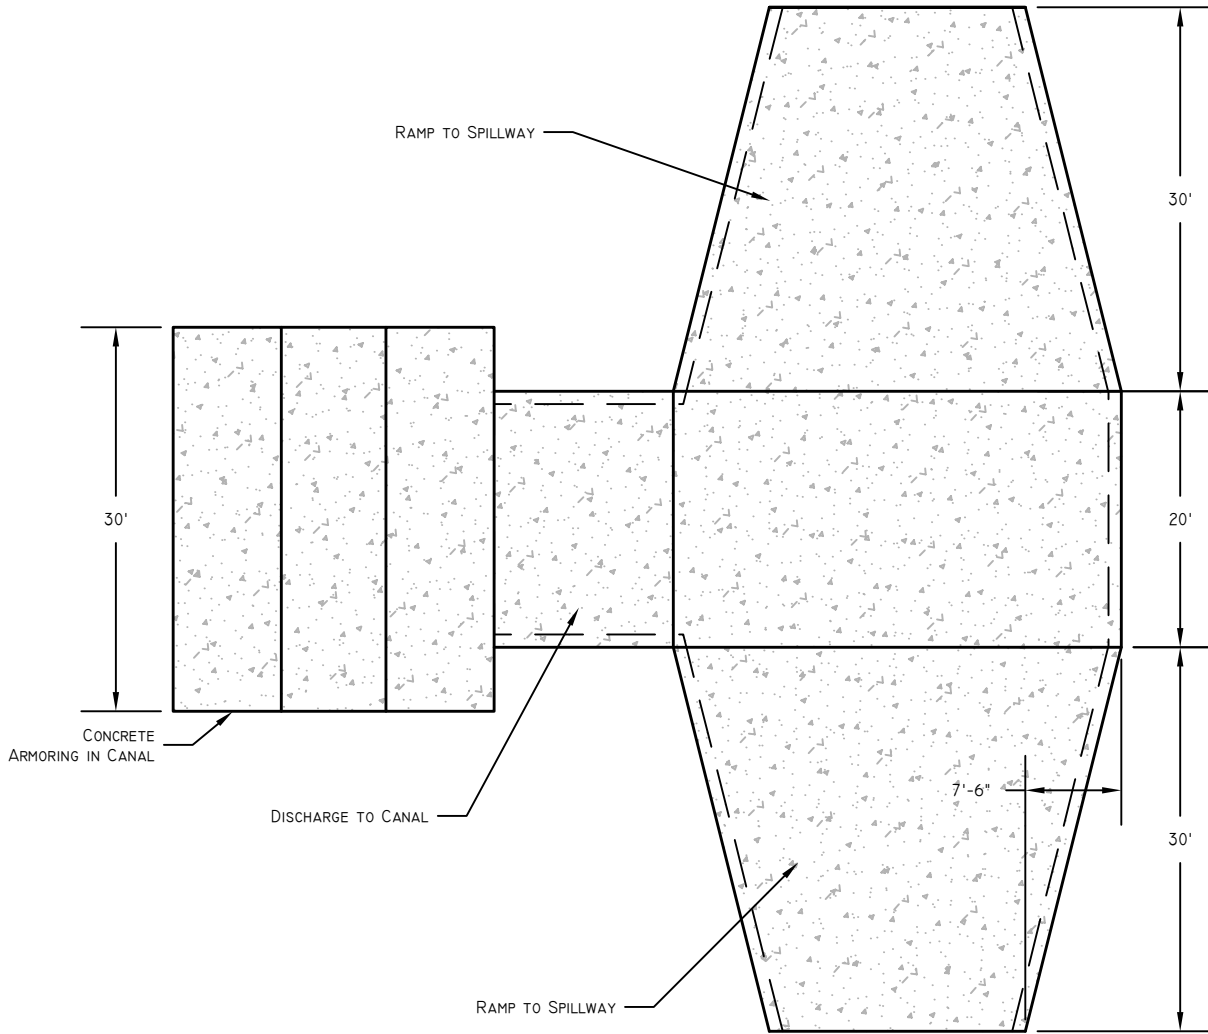 RAMP TO SPILLWAY
30'
30'
20'
CONCRETE
ARMORING IN CANAL
7'-6"
DISCHARGE TO CANAL
30'
RAMP TO SPILLWAY